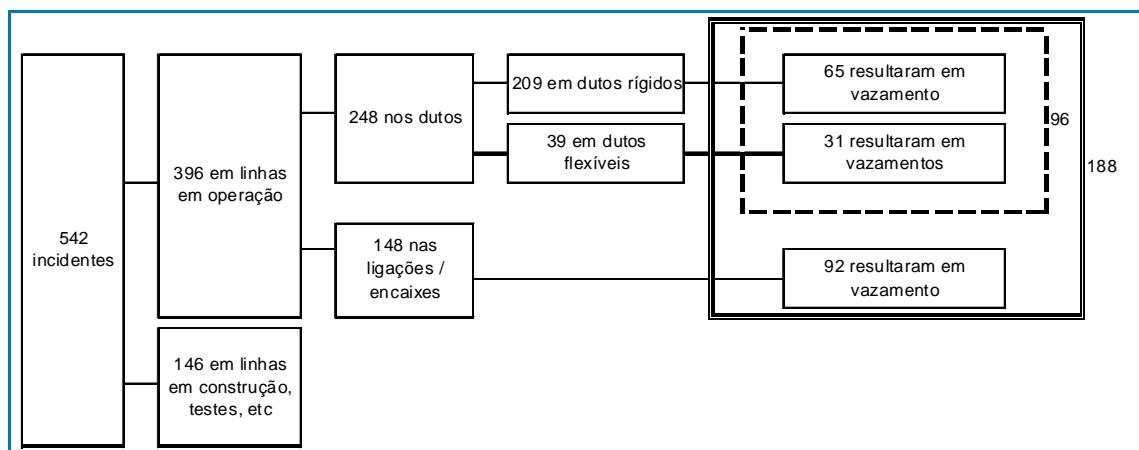 542
incidentes
396 em linhas
em operação
146 em linhas
em construção,
testes, etc
248 nos dutos
148 nas
ligações /
encaixes
209 em dutos rígidos
39 em dutos
flexíveis
65 resultaram em
vazamento
31 resultaram em
vazamentos
92 resultaram em
vazamento
96
188